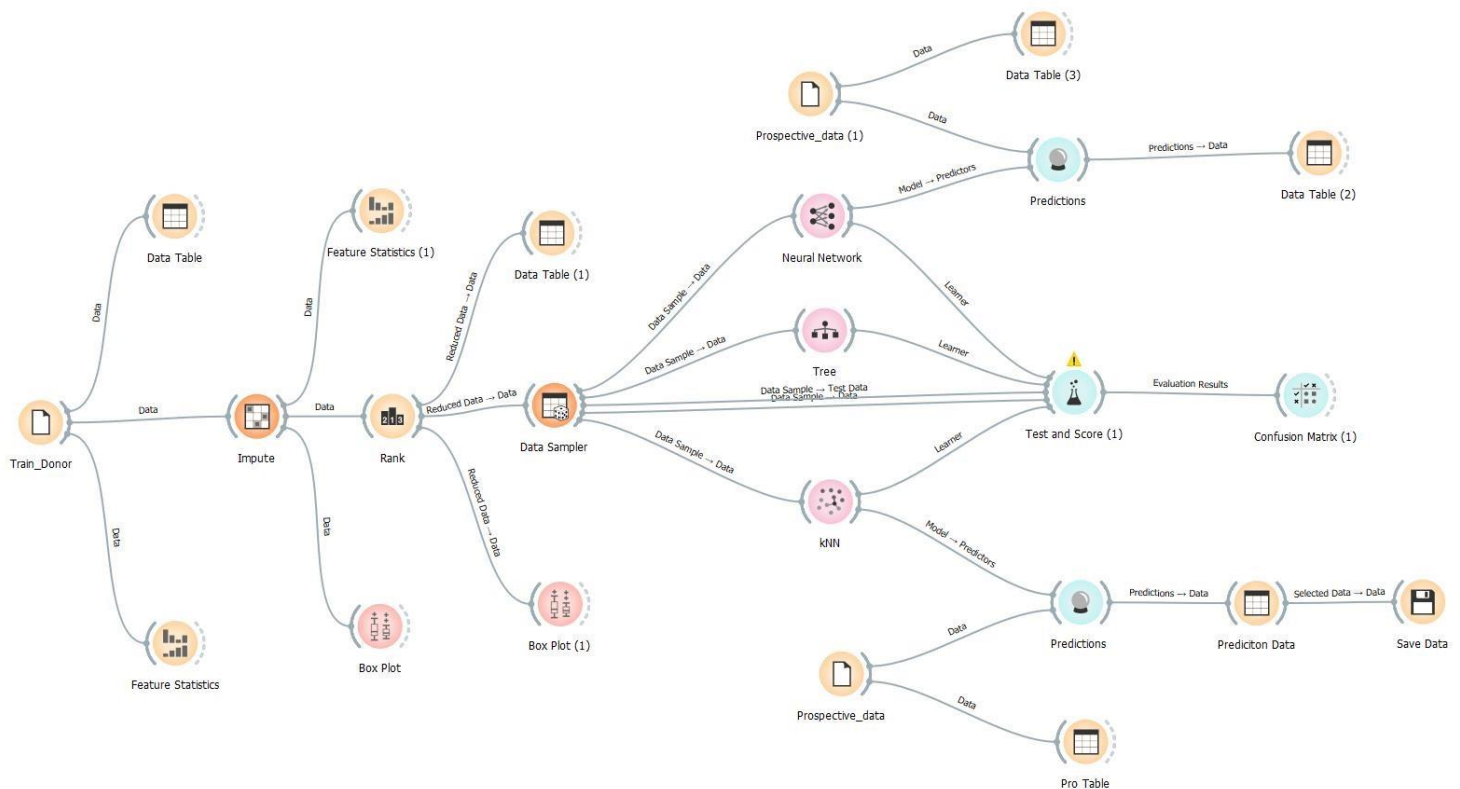 Data
Data Table (3)
Prospective_data (1)
Data
Predictions → Data
Model → Predictors
Predictions
Data Table (2)
Data Table
Feature Statistics (1)
Data Table (1)
Neural Network
Data
Data
Reduced Data → Data
Data Sample → Data
Learner
Data Sample → Data
Tree
Learner
Data
Data
Reduced Data → Data
Data Sample → Test Data
Data Sample → Data
Evaluation Results
Train_Donor
Impute
213
Rank
Data Sampler
Test and Score (1)
Confusion Matrix (1)
Data Sample → Data
Learner
Data
Data
Reduced Data → Data
kNN
Model → Predictors
Predictions → Data
Selected Data → Data
Feature Statistics
Box Plot
Box Plot (1)
Data
Predictions
Prediciton Data
Save Data
Prospective_data
Data
Pro Table